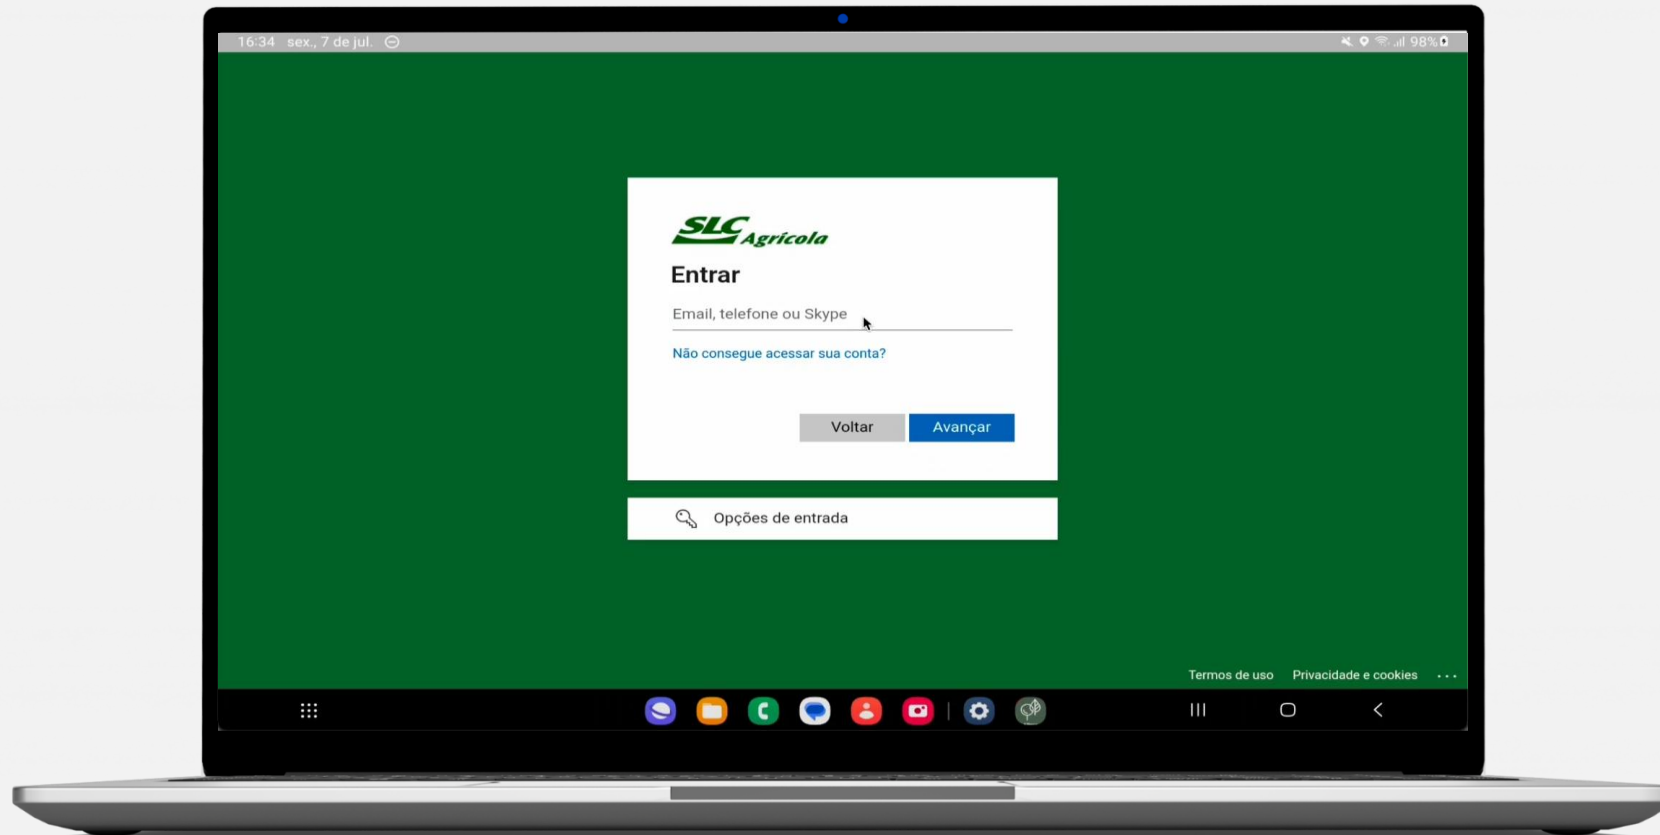 16:34 sex., 7 de jul.
98%
SLC Agrícola
Entrar
Email, telefone ou Skype
Não consegue acessar sua conta?
Voltar Avançar
Opções de entrada
Termos de uso Privacidade e cookies ...